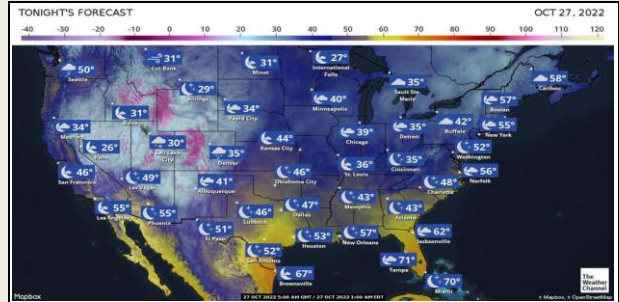 TONIGHT'S FORECAST
OCT 27, 2022
-40 -30 -20 -10 0 10 20 30 40 50 60 70 80 90 100 110 120
50° Seattle
31° Cut Bank
31° Minot
27° International Falls
29° Billings
35° Sault Ste. Marie
58° Caribou
34° Rapid City
40° Minneapolis
57° Boston
31° Boise
42° Buffalo
55° New York
34° Medford
39° Chicago
35° Detroit
26° Reno
30° Salt Lake City
35° Denver
44° Kansas City
52° Washington
46° San Francisco
36° St. Louis
35° Cincinnati
56° Norfolk
49° Las Vegas
41° Albuquerque
46° Oklahoma City
48° Charlotte
55° Los Angeles
55° Phoenix
46° Lubbock
47° Dallas
43° Memphis
43° Atlanta
51° El Paso
53° Houston
57° New Orleans
62° Jacksonville
52° San Antonio
71° Tampa
67° Brownsville
70° Miami
The
Weather
Channel
Mapbox
27 OCT 2022 5:00 AM GMT / 27 OCT 2022 1:00 AM EDT
© Mapbox, © OpenStreetMap